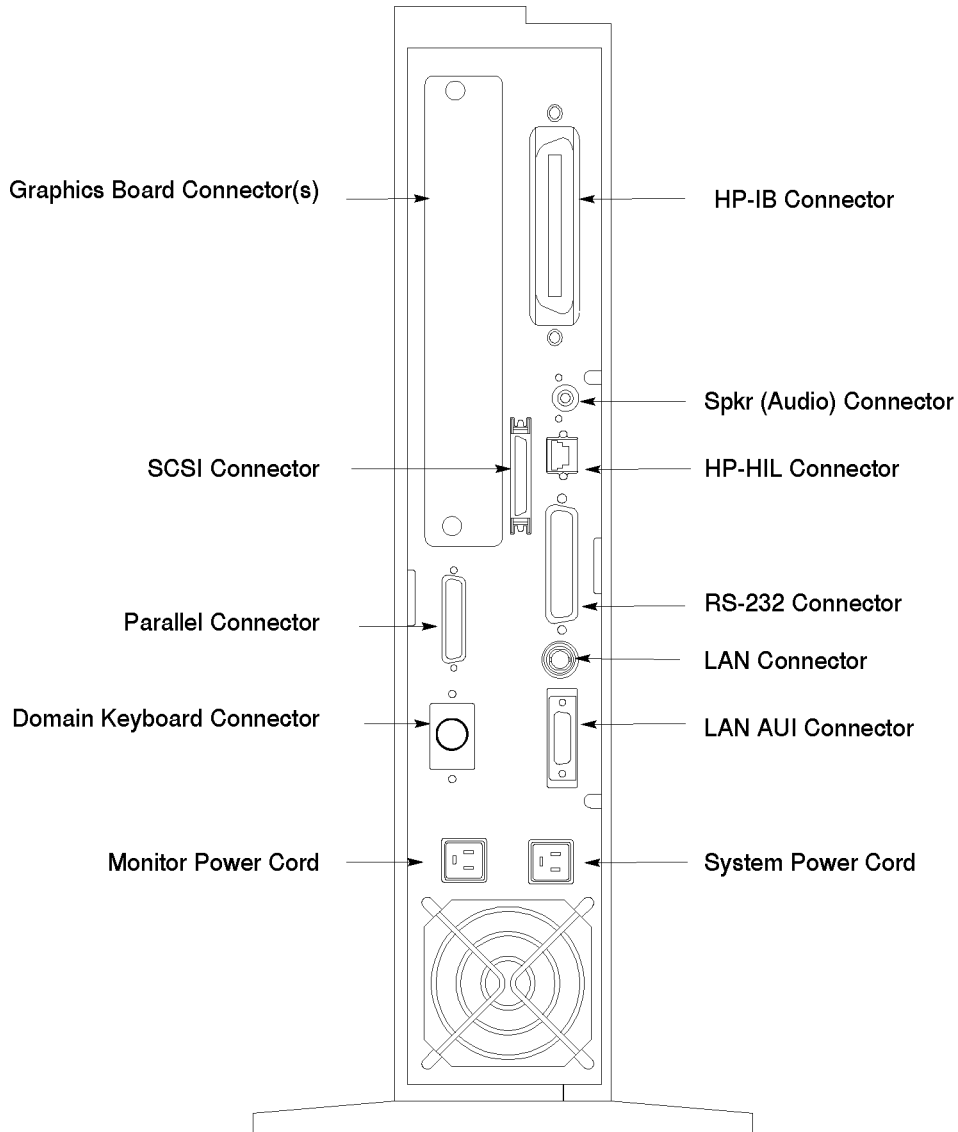 Graphics Board Connector(s)
HP-IB Connector
Spkr (Audio) Connector
SCSI Connector
HP-HIL Connector
RS-232 Connector
Parallel Connector
LAN Connector
Domain Keyboard Connector
LAN AUI Connector
Monitor Power Cord
System Power Cord